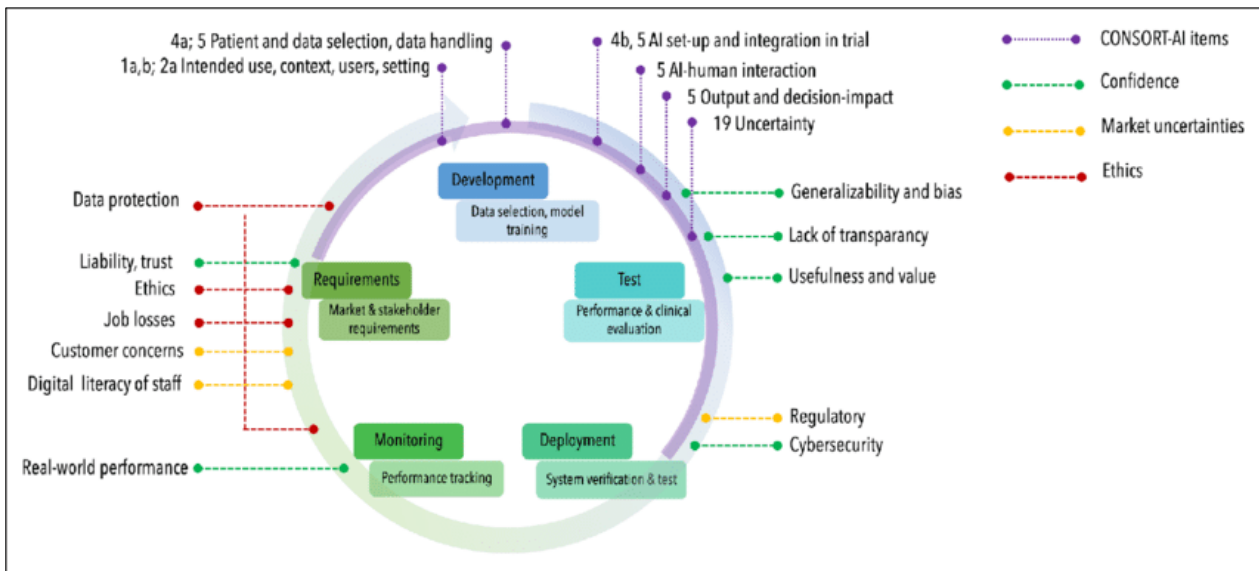 4a; 5 Patient and data selection, data handling
1a,b; 2a Intended use, context, users, setting
4b, 5 AI set-up and integration in trial
5 AI-human interaction
5 Output and decision-impact
19 Uncertainty
CONSORT-AI items
Confidence
Market uncertainties
Ethics
Generalizability and bias
Lack of transparancy
Usefulness and value
Regulatory
Cybersecurity
Data protection
Liability, trust
Ethics
Job losses
Customer concerns
Digital literacy of staff
Real-world performance
Development
Data selection, model
training
Requirements
Market & stakeholder
requirements
Test
Performance & clinical
evaluation
Monitoring
Performance tracking
Deployment
System verification & test